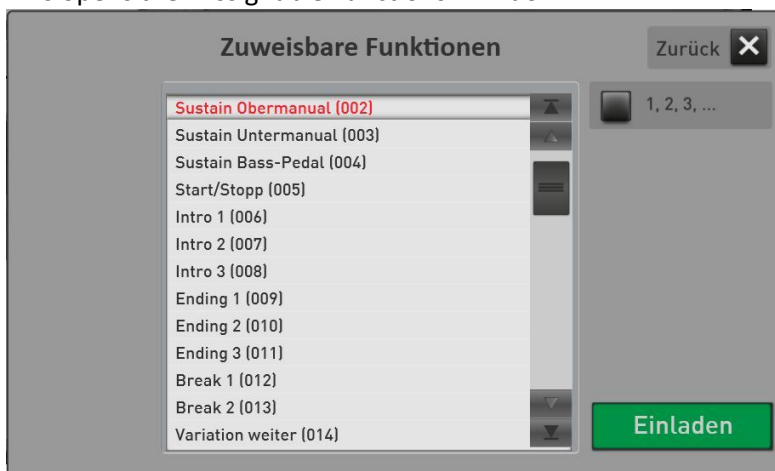 Zuweisbare Funktionen
Zurück
Sustain Obermanual (002)
Sustain Untermanual (003)
Sustain Bass-Pedal (004)
Start/Stopp (005)
Intro 1 (006)
Intro 2 (007)
Intro 3 (008)
Ending 1 (009)
Ending 2 (010)
Ending 3 (011)
Break 1 (012)
Break 2 (013)
Variation weiter (014)
1, 2, 3, ...
Einladen